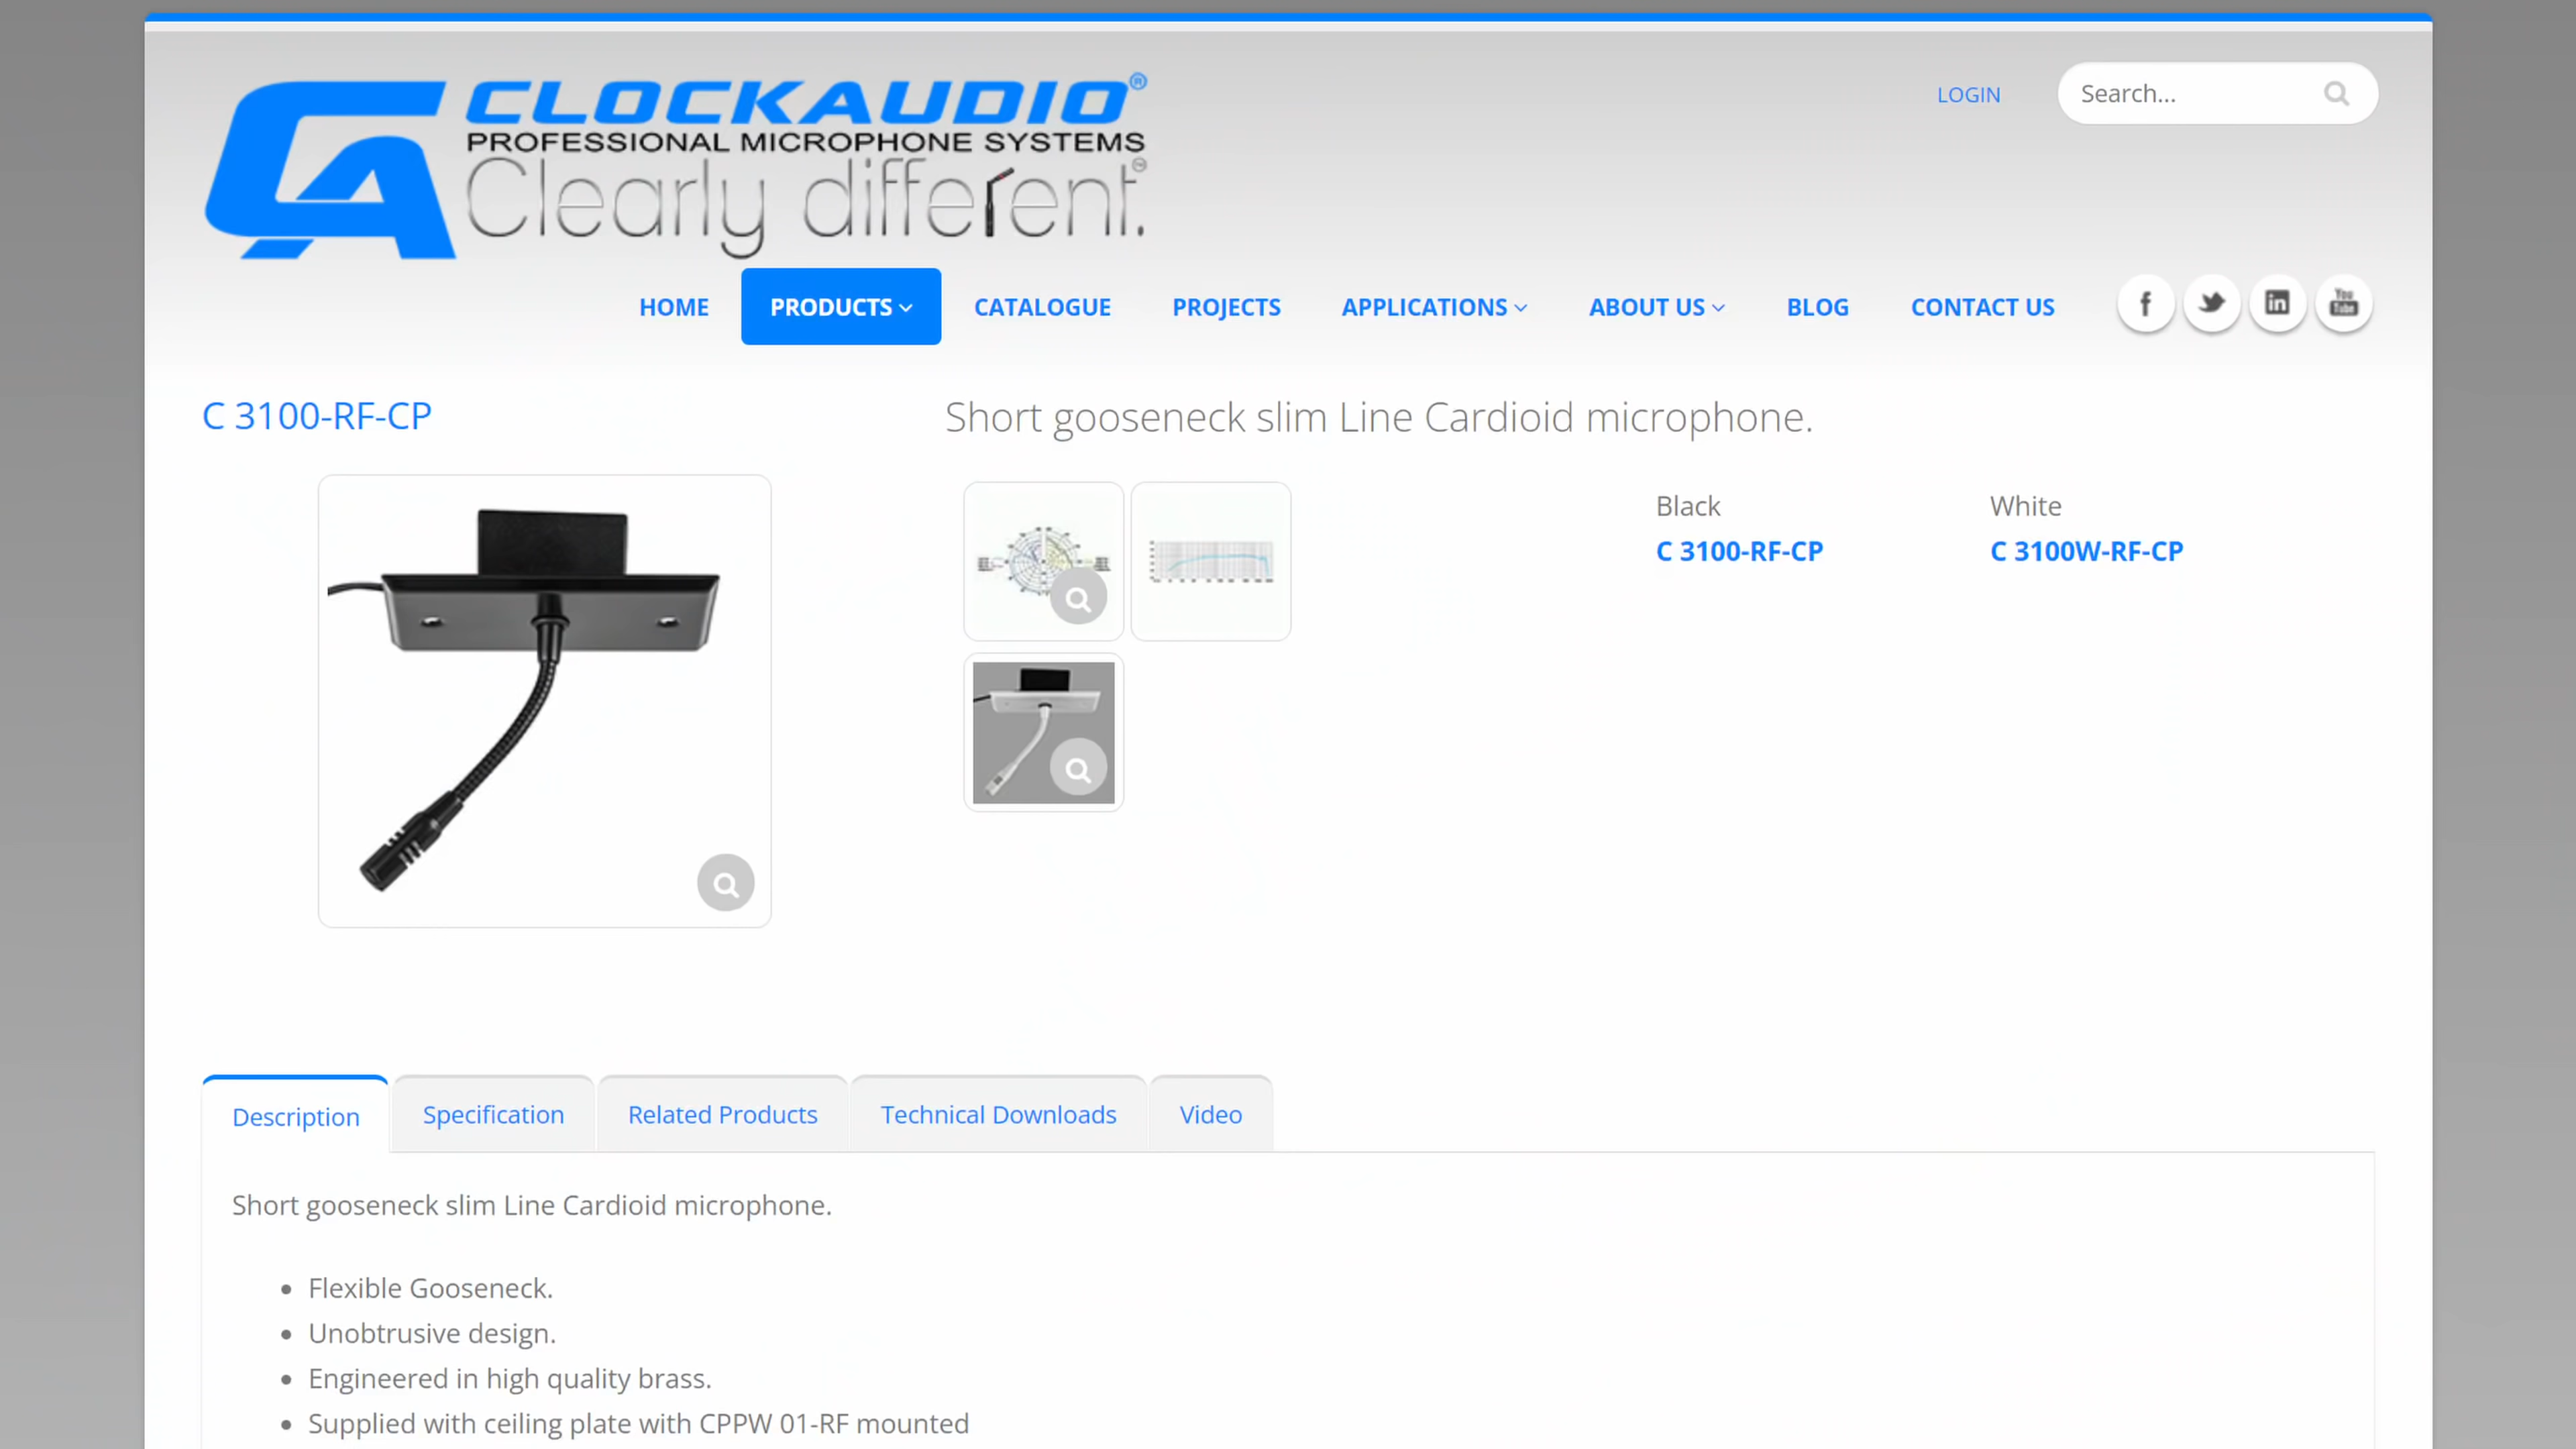 CLOCKAUDIO®
PROFESSIONAL MICROPHONE SYSTEMS
Clearly different.
LOGIN
Search...
HOME
PRODUCTS
CATALOGUE
PROJECTS
APPLICATIONS
ABOUT US
BLOG
CONTACT US
You
Tube
C 3100-RF-CP
Short gooseneck slim Line Cardioid microphone.
Black
White
C 3100-RF-CP
C 3100W-RF-CP
Description
Specification
Related Products
Technical Downloads
Video
Short gooseneck slim Line Cardioid microphone.
• Flexible Gooseneck.
• Unobtrusive design.
• Engineered in high quality brass.
• Supplied with ceiling plate with CPPW 01-RF mounted